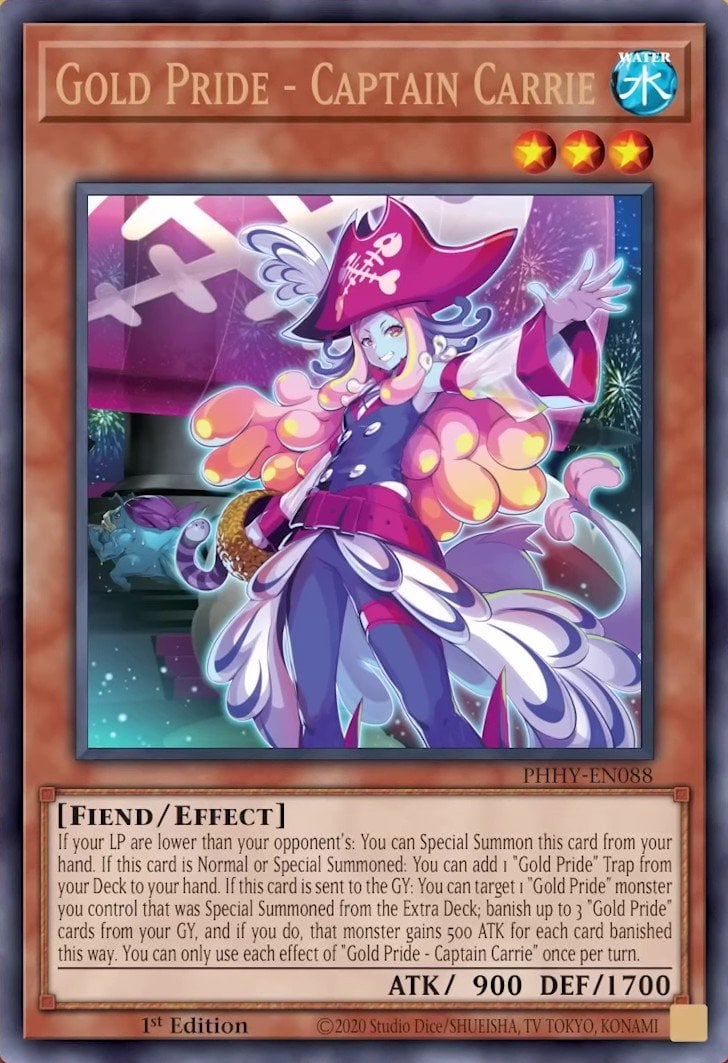 GOLD PRIDE - CAPTAIN CARRIE
WATER
水
PHHY-EN088
[FIEND/EFFECT]
If your LP are lower than your opponent's: You can Special Summon this card from your
hand. If this card is Normal or Special Summoned: You can add 1 "Gold Pride" Trap from
your Deck to your hand. If this card is sent to the GY: You can target 1 "Gold Pride" monster
you control that was Special Summoned from the Extra Deck; banish up to 3 "Gold Pride"
cards from your GY, and if you do, that monster gains 500 ATK for each card banished
this way. You can only use each effect of "Gold Pride - Captain Carrie" once per turn.
ATK/ 900 DEF/1700
1st Edition ©2020 Studio Dice/SHUEISHA, TV TOKYO, KONAMI